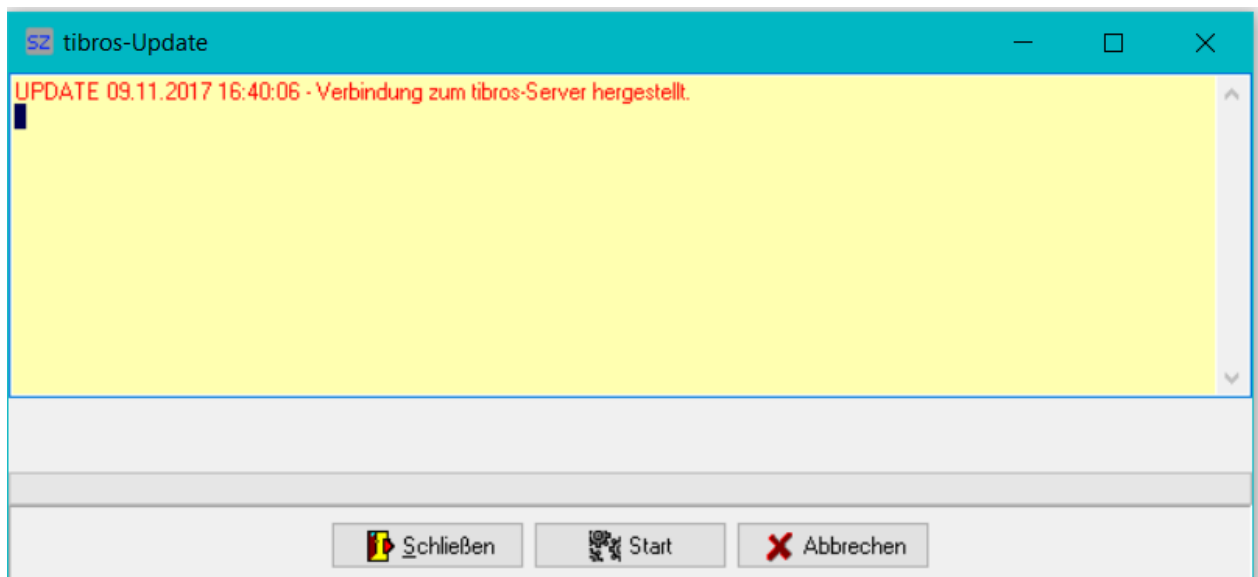 SZ tibros-Update
UPDATE 09.11.2017 16:40:06 - Verbindung zum tibros-Server hergestellt.
Schließen Start Abbrechen